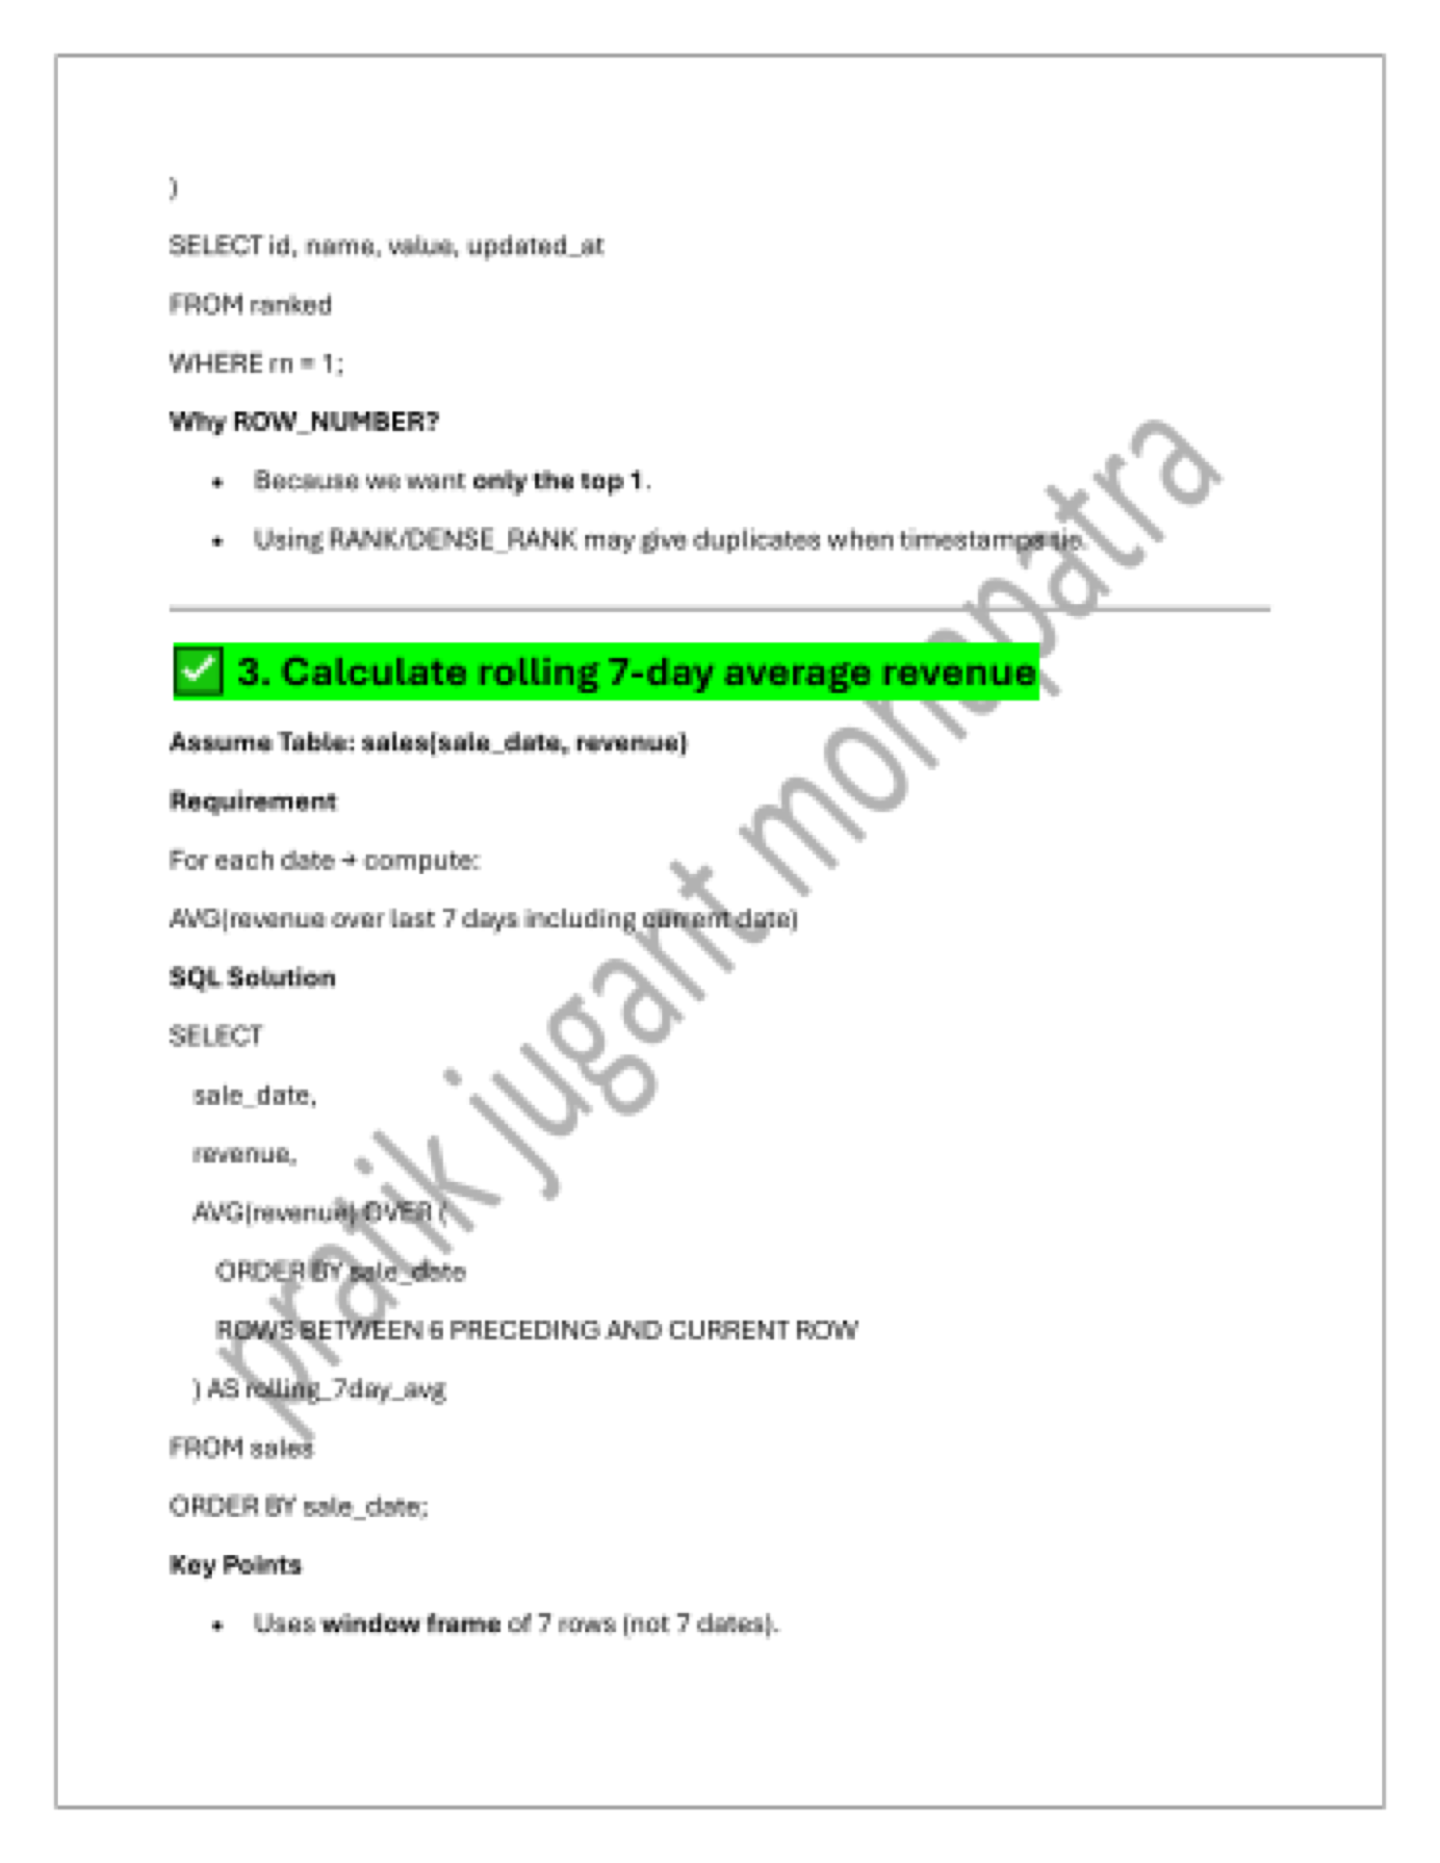 )
SELECT id, name, value, updated_at
FROM ranked
WHERE rn = 1;
Why ROW_NUMBER?
• Because we want only the top 1.
• Using RANK/DENSE_RANK may give duplicates when timestamps tie.
✅ 3. Calculate rolling 7-day average revenue
Assume Table: sales(sale_date, revenue)
Requirement
For each date → compute:
AVG(revenue over last 7 days including current date)
SQL Solution
SELECT
sale_date,
revenue,
AVG(revenue) OVER (
ORDER BY sale_date
ROWS BETWEEN 6 PRECEDING AND CURRENT ROW
) AS rolling_7day_avg
FROM sales
ORDER BY sale_date;
Key Points
• Uses window frame of 7 rows (not 7 dates).
pratik jugant mohapatra